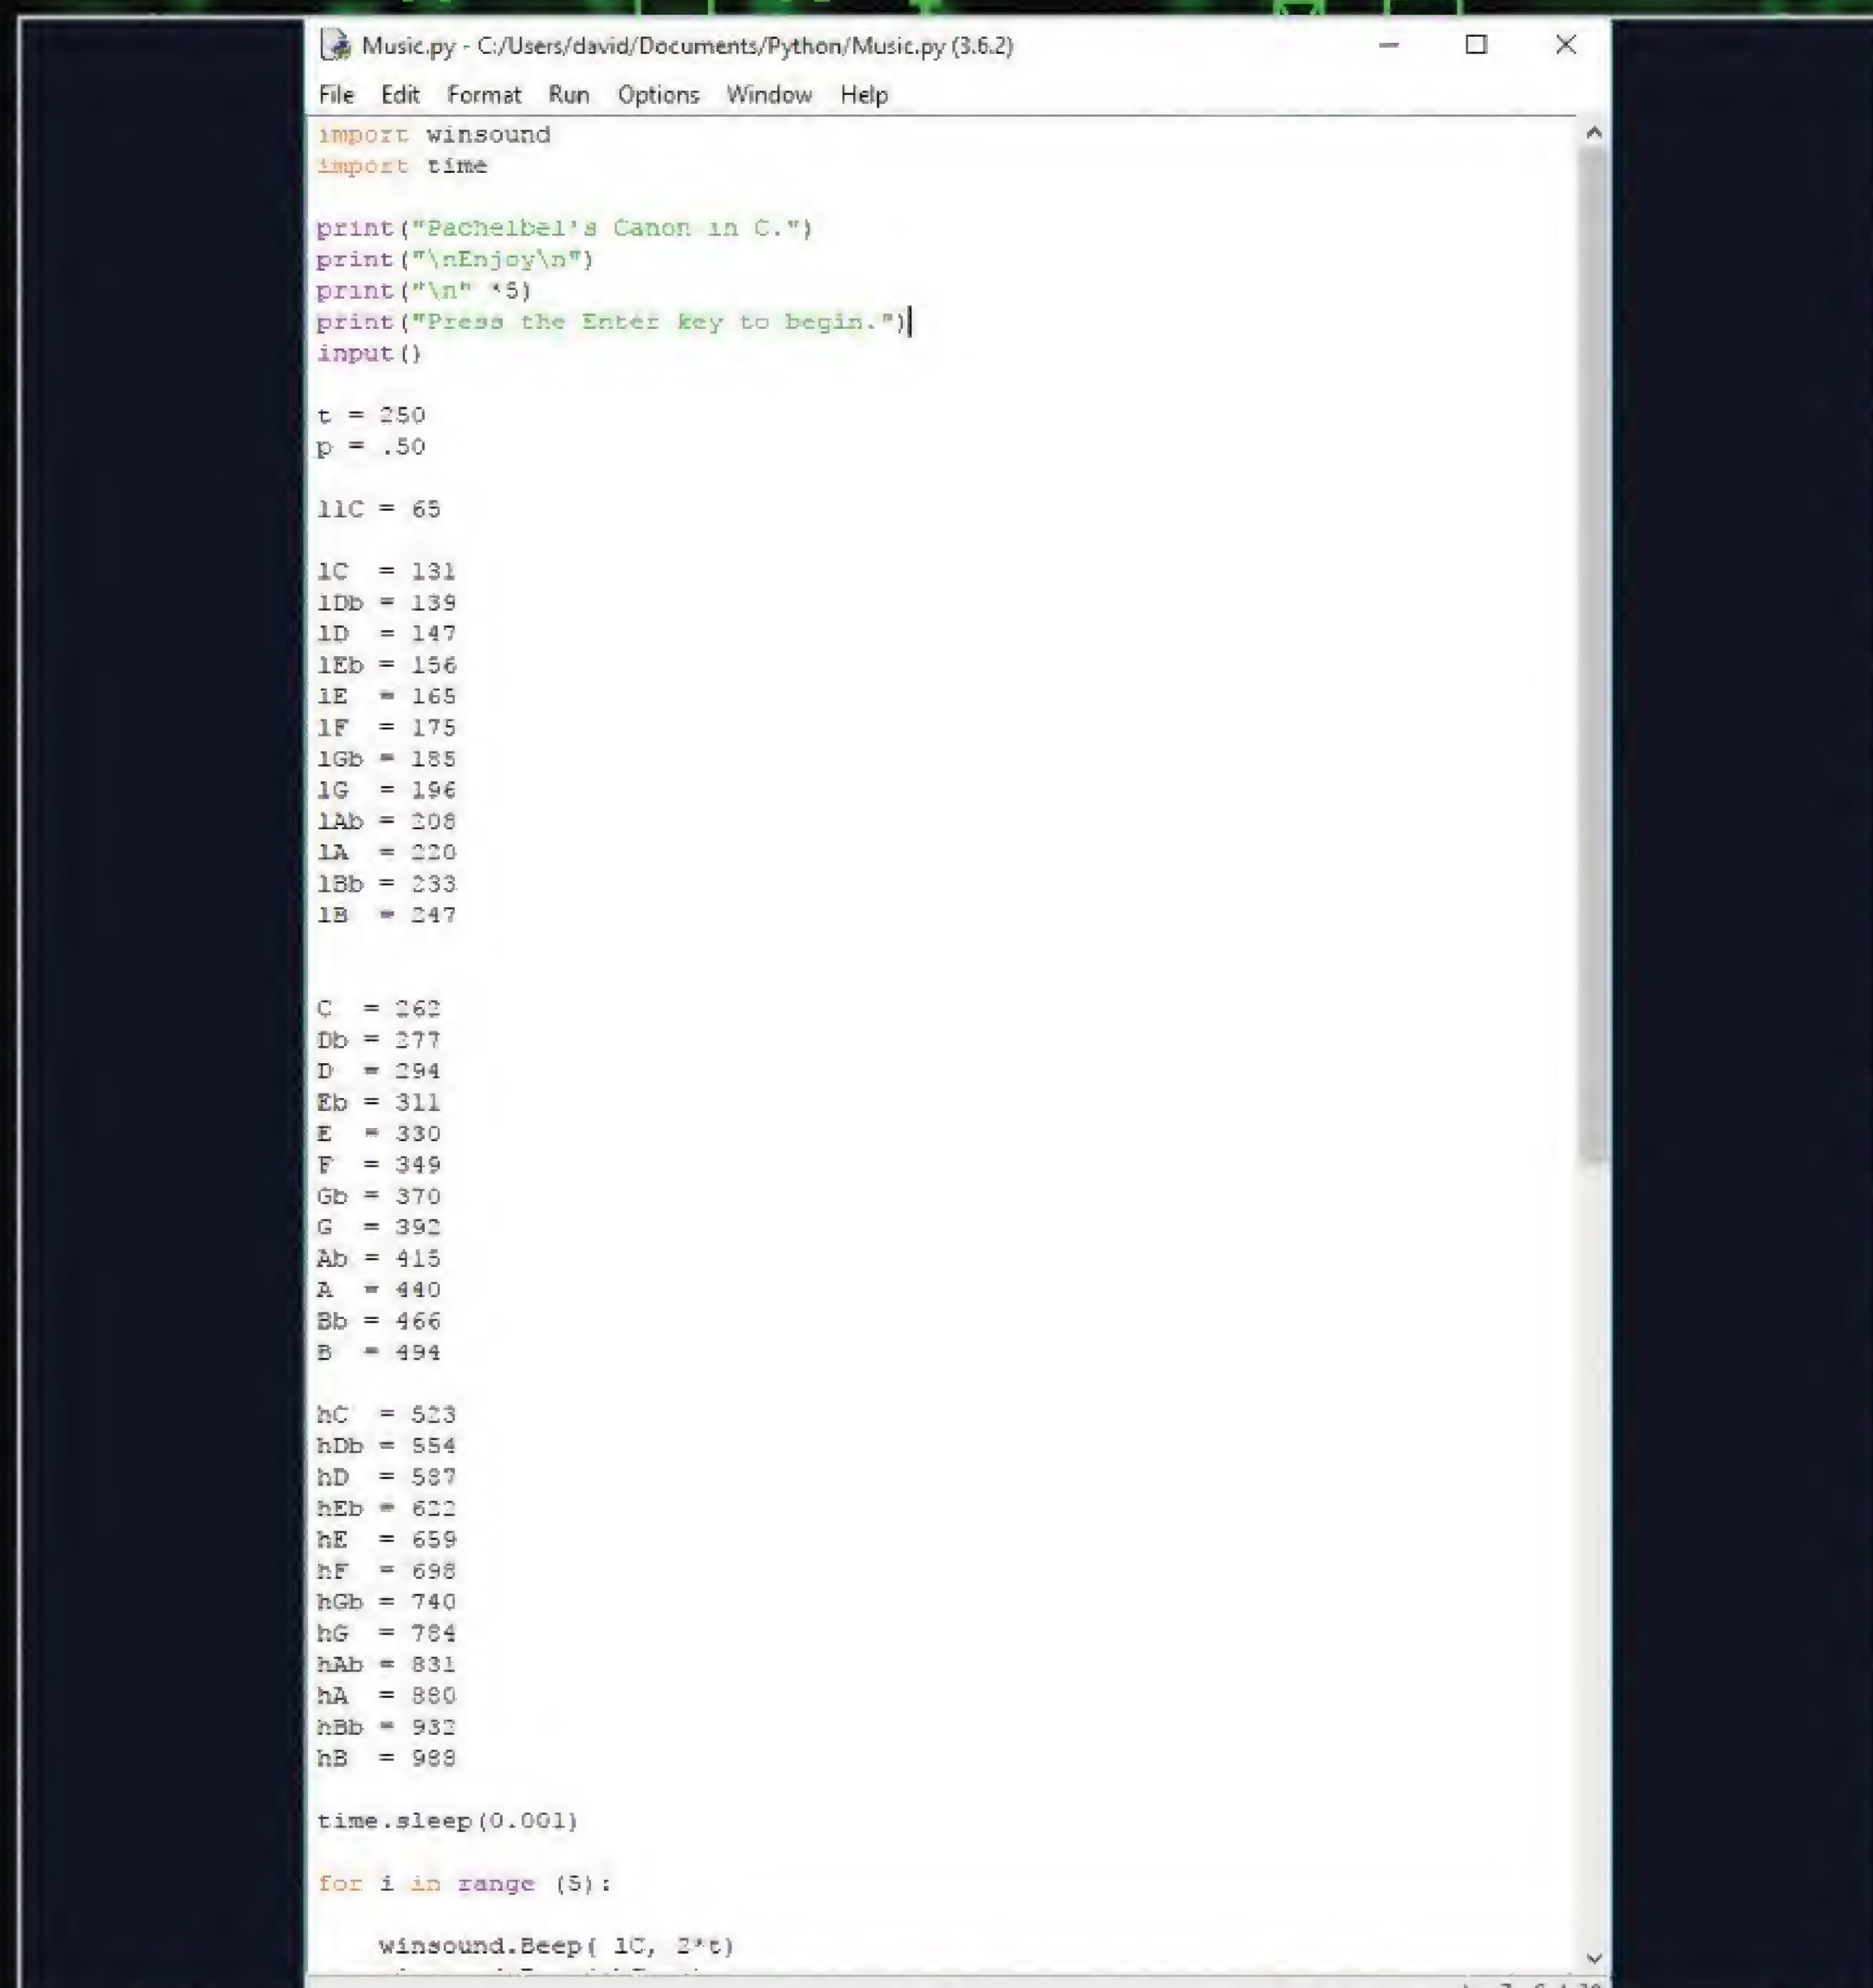 Music.py - C:/Users/david/Documents/Python/Music.py (3.6.2)
File Edit Format Run Options Window Help
import winsound
import time
print("Pachelbel's Canon in C.")
print("\nEnjoy\n")
print("\n" *5)
print("Press the Enter key to begin.")
input()
t = 250
p = .50
llC = 65
lC  = 131
lDb = 139
lD  = 147
lEb = 156
lE  = 165
lF  = 175
lGb = 185
lG  = 196
lAb = 208
lA  = 220
lBb = 233
lB  = 247
C  = 262
Db = 277
D  = 294
Eb = 311
E  = 330
F  = 349
Gb = 370
G  = 392
Ab = 415
A  = 440
Bb = 466
B  = 494
hC  = 523
hDb = 554
hD  = 587
hEb = 622
hE  = 659
hF  = 698
hGb = 740
hG  = 784
hAb = 831
hA  = 880
hBb = 932
hB  = 988
time.sleep(0.001)
for i in range (5):
    winsound.Beep( lC, 2*t)